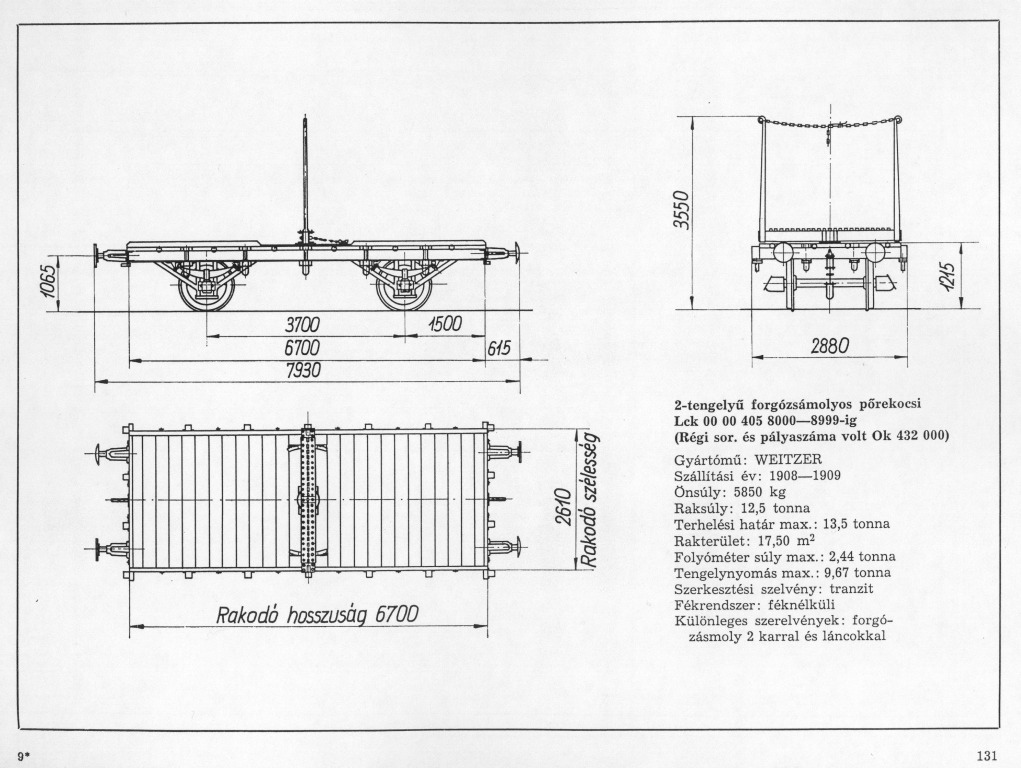 3550
1065
1215
3700
1500
6700
615
2880
7930
2-tengelyű forgózsámolyos pőrekocsi
Lck 00 00 405 8000—8999-ig
(Régi sor. és pályaszáma volt Ok 432 000)
Gyártómű: WEITZER
Szállítási év: 1908—1909
Önsúly: 5850 kg
Raksúly: 12,5 tonna
Terhelési határ max.: 13,5 tonna
Rakterület: 17,50 m²
Folyóméter súly max.: 2,44 tonna
Tengelynyomás max.: 9,67 tonna
Szerkesztési szelvény: tranzit
Fékrendszer: féknélküli
Különleges szerelvények: forgó-
zásmoly 2 karral és láncokkal
2610
Rakodó szélesség
Rakodó hosszuság 6700
9*
131